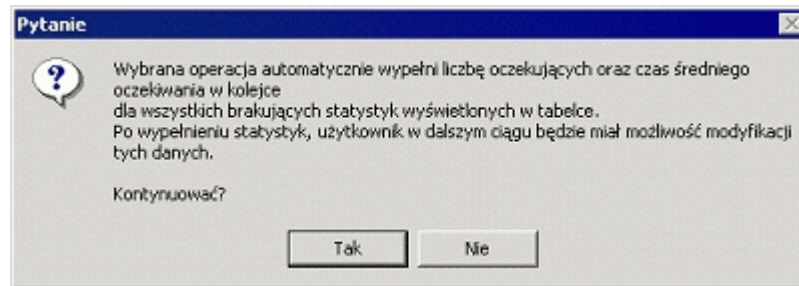 Pytanie
Wybrana operacja automatycznie wypełni liczbę oczekujących oraz czas średniego
oczekiwania w kolejce
dla wszystkich brakujących statystyk wyświetlonych w tabelce.
Po wypełnieniu statystyk, użytkownik w dalszym ciągu będzie miał możliwość modyfikacji
tych danych.
Kontynuować?
Tak
Nie